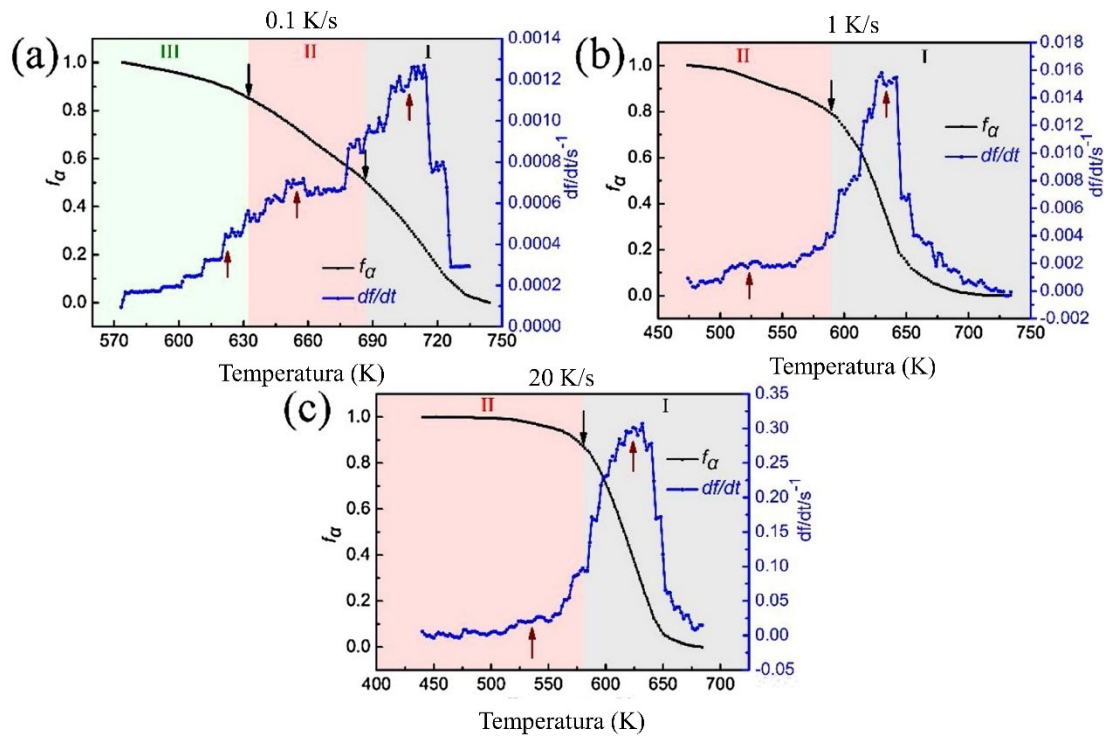 0.1 K/s
(a)
III
II
I
1.0
0.8
0.6
0.4
0.2
0.0
fα
0.0014
0.0012
0.0010
0.0008
0.0006
0.0004
0.0002
0.0000
df/dt/s-1
fα
df/dt
570
600
630
660
690
720
750
Temperatura (K)
1 K/s
(b)
II
I
1.0
0.8
0.6
0.4
0.2
0.0
fα
0.018
0.016
0.014
0.012
0.010
0.008
0.006
0.004
0.002
0.000
-0.002
df/dt/s-1
fα
df/dt
450
500
550
600
650
700
750
Temperatura (K)
20 K/s
(c)
II
I
1.0
0.8
0.6
0.4
0.2
0.0
fα
0.35
0.30
0.25
0.20
0.15
0.10
0.05
0.00
-0.05
df/dt/s-1
fα
df/dt
400
450
500
550
600
650
700
Temperatura (K)